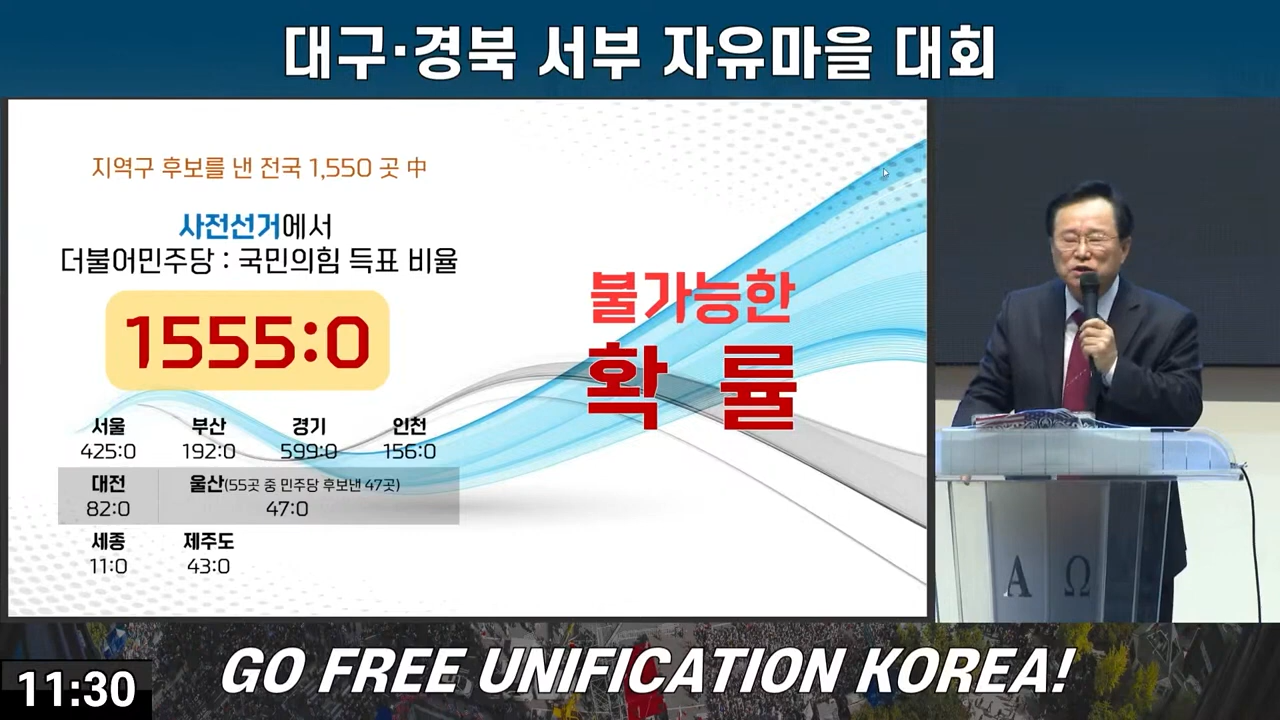 대구·경북 서부 자유마을 대회
지역구 후보를 낸 전국 1,550 곳 中
사전선거에서
더불어민주당 : 국민의힘 득표 비율
1555:0
서울 부산 경기 인천
425:0 192:0 599:0 156:0
대전 울산(55곳 중 민주당 후보낸 47곳)
82:0 47:0
세종 제주도
11:0 43:0
불가능한
확 률
A Ω
GO FREE UNIFICATION KOREA!
11:30